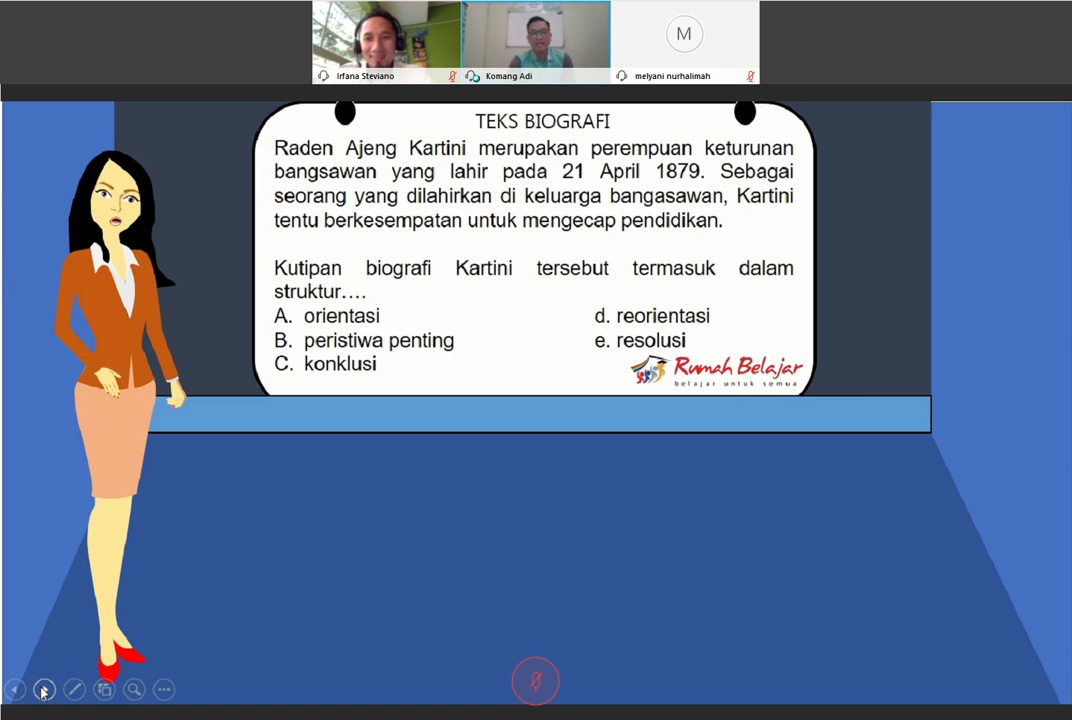 M
Irfana Steviano
Komang Adi
melyani nurhalimah
TEKS BIOGRAFI
Raden Ajeng Kartini merupakan perempuan keturunan
bangsawan yang lahir pada 21 April 1879. Sebagai
seorang yang dilahirkan di keluarga bangasawan, Kartini
tentu berkesempatan untuk mengecap pendidikan.
Kutipan biografi Kartini tersebut termasuk dalam
struktur....
A. orientasi
B. peristiwa penting
C. konklusi
d. reorientasi
e. resolusi
Rumah Belajar
belajar untuk semua